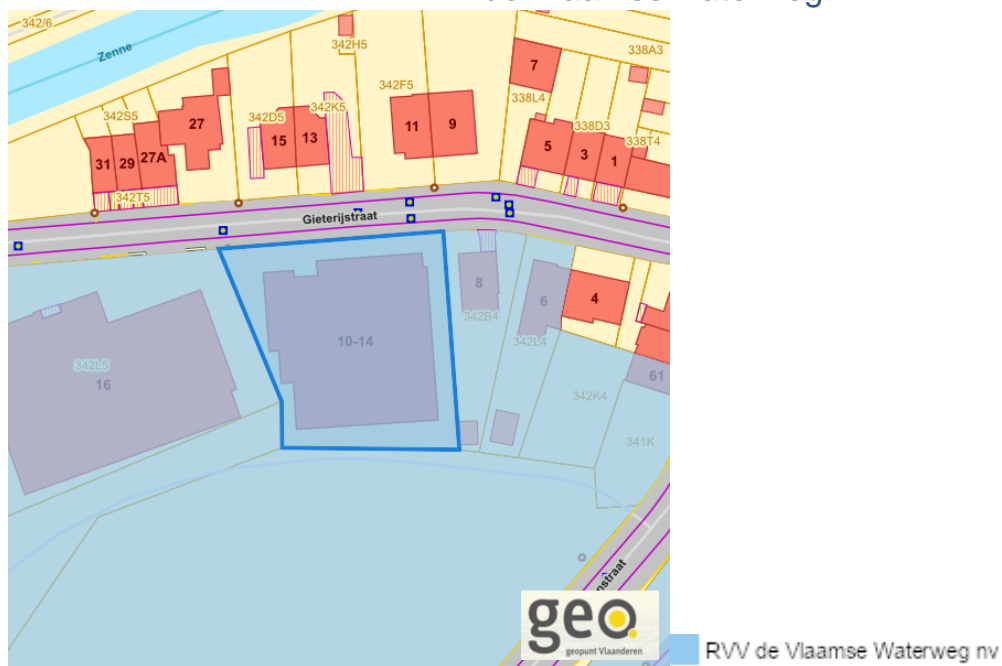 342/6
Zenne
342H5
338A3
7
342F5
338L4
342S5
27
342D5
342K5
15
13
11
9
338D3
338T4
5
3
1
31
29
27A
342T5
Gieterijstraat
8
6
4
342B4
342L4
10-14
342L5
16
61
342K4
341K
nstraat
geo.
geopunt Vlaanderen
RVV de Vlaamse Waterweg nv